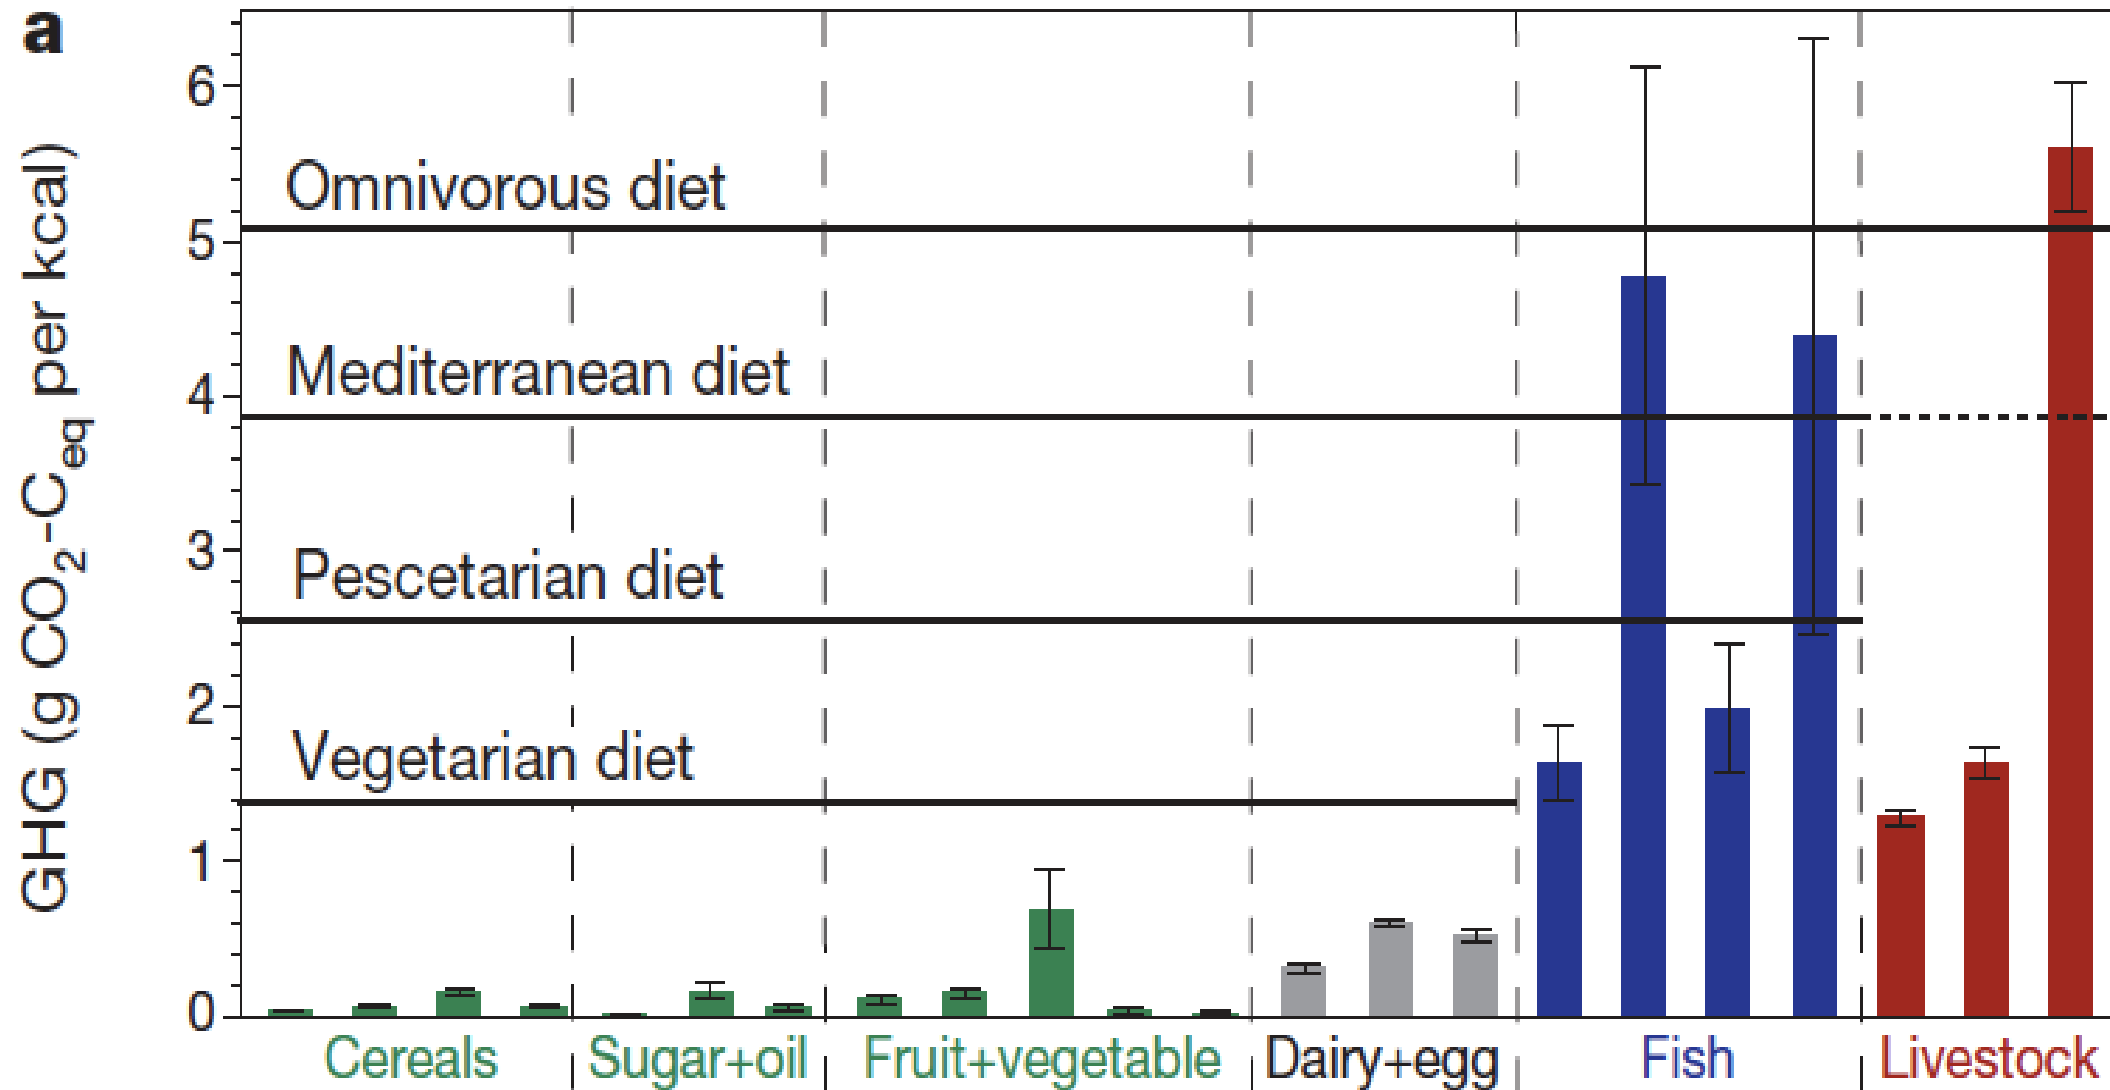 a
GHG (g CO₂-Ceq per kcal)
6
5
4
3
2
1
0
Omnivorous diet
Mediterranean diet
Pescetarian diet
Vegetarian diet
Cereals
Sugar+oil
Fruit+vegetable
Dairy+egg
Fish
Livestock